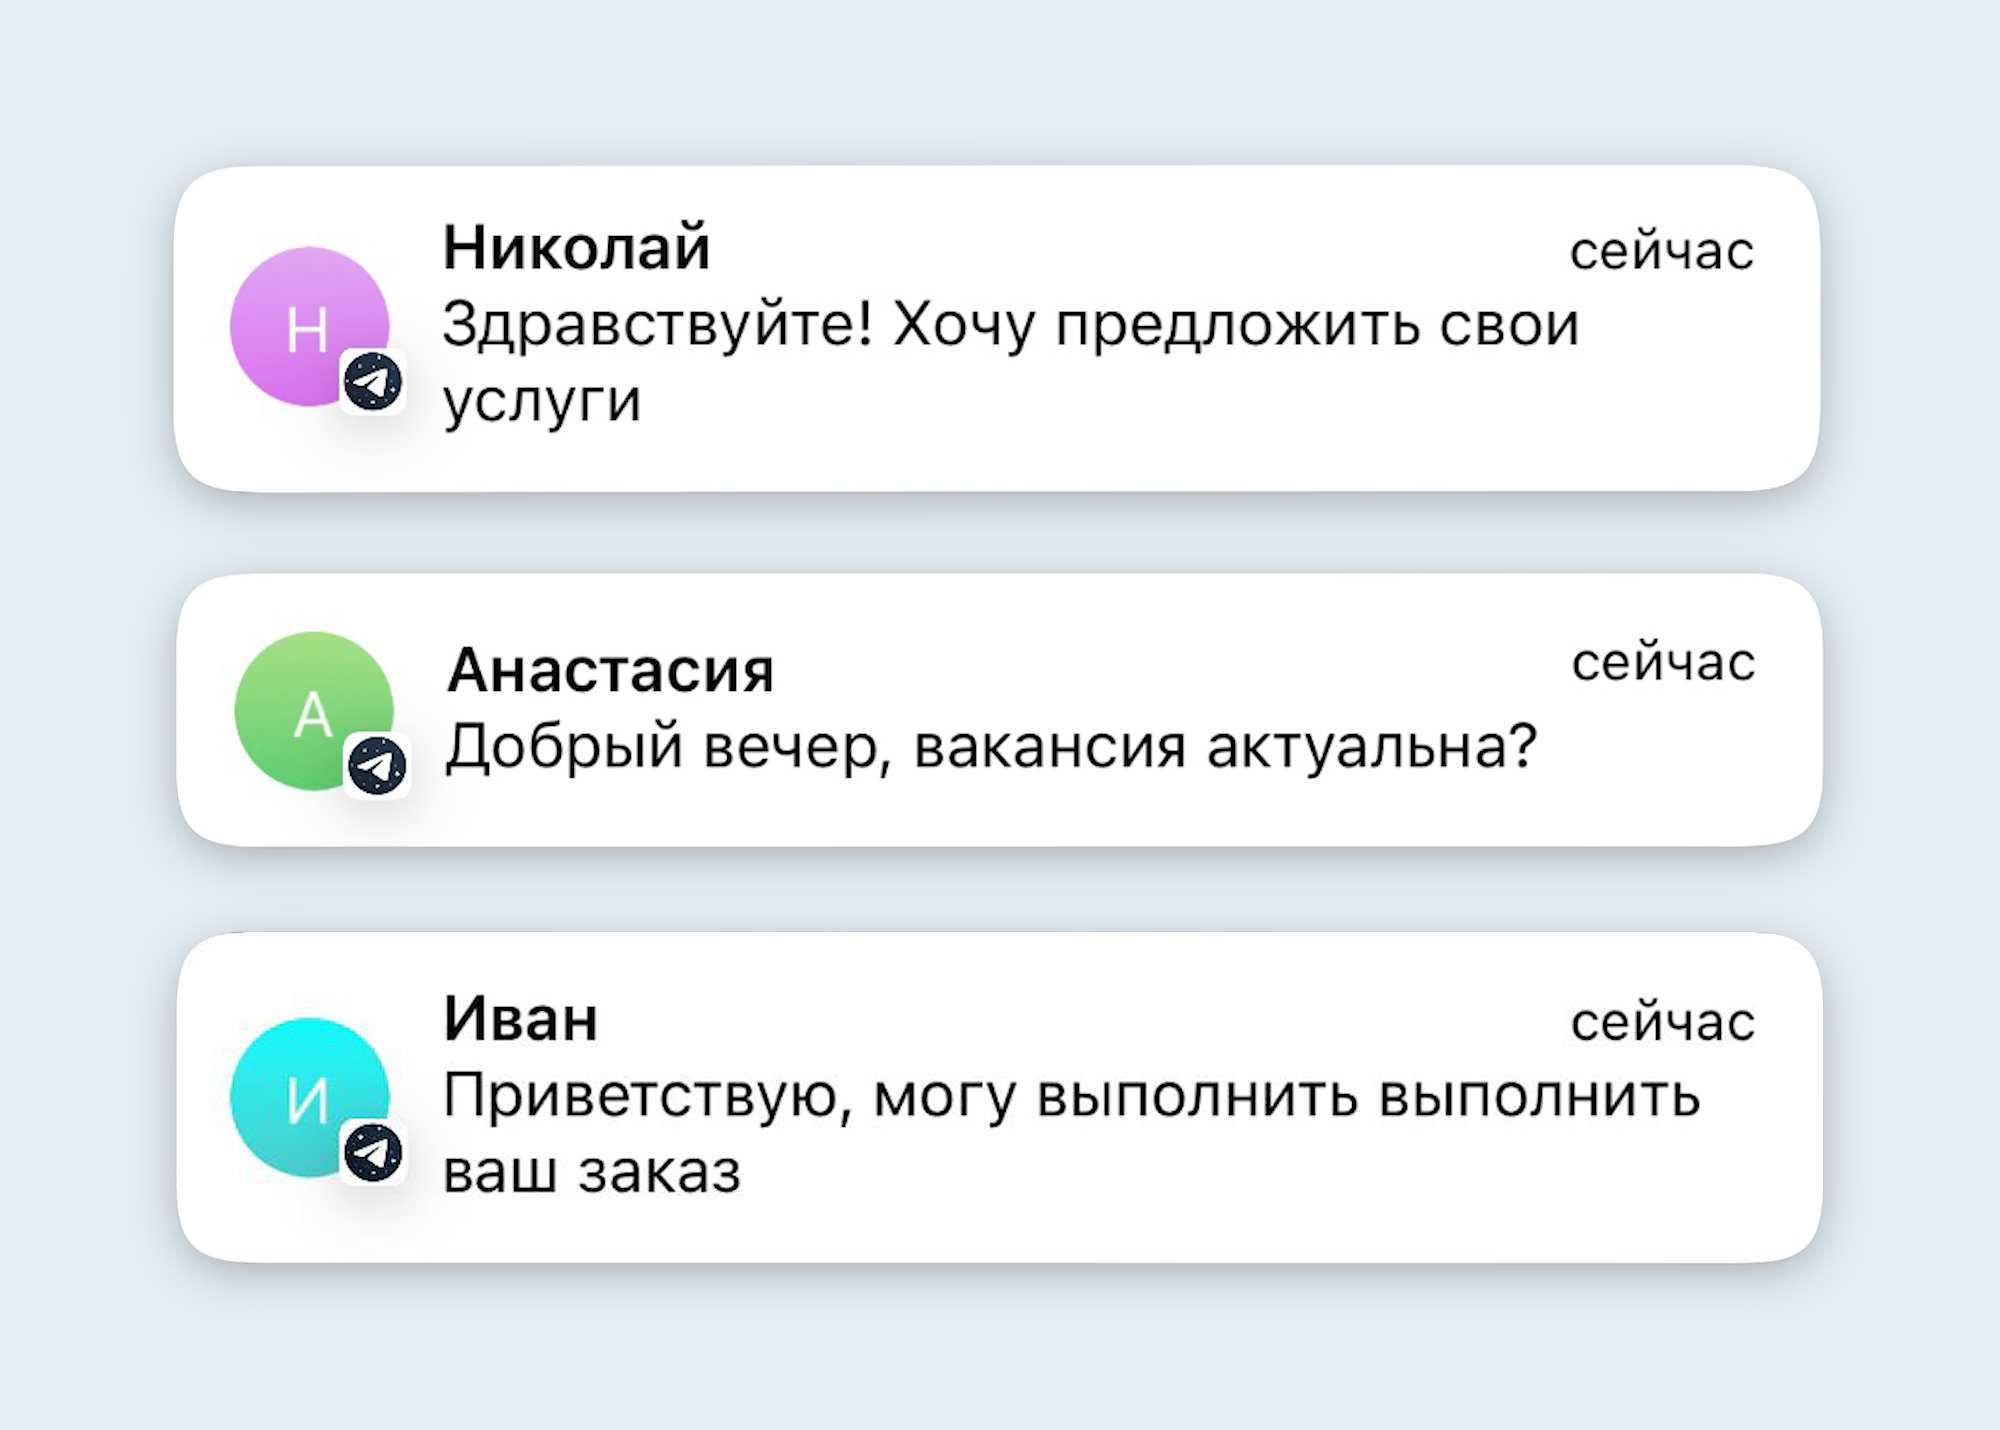 Николай
сейчас
Н
Здравствуйте! Хочу предложить свои
услуги
Анастасия
сейчас
А
Добрый вечер, вакансия актуальна?
Иван
сейчас
И
Приветствую, могу выполнить выполнить
ваш заказ